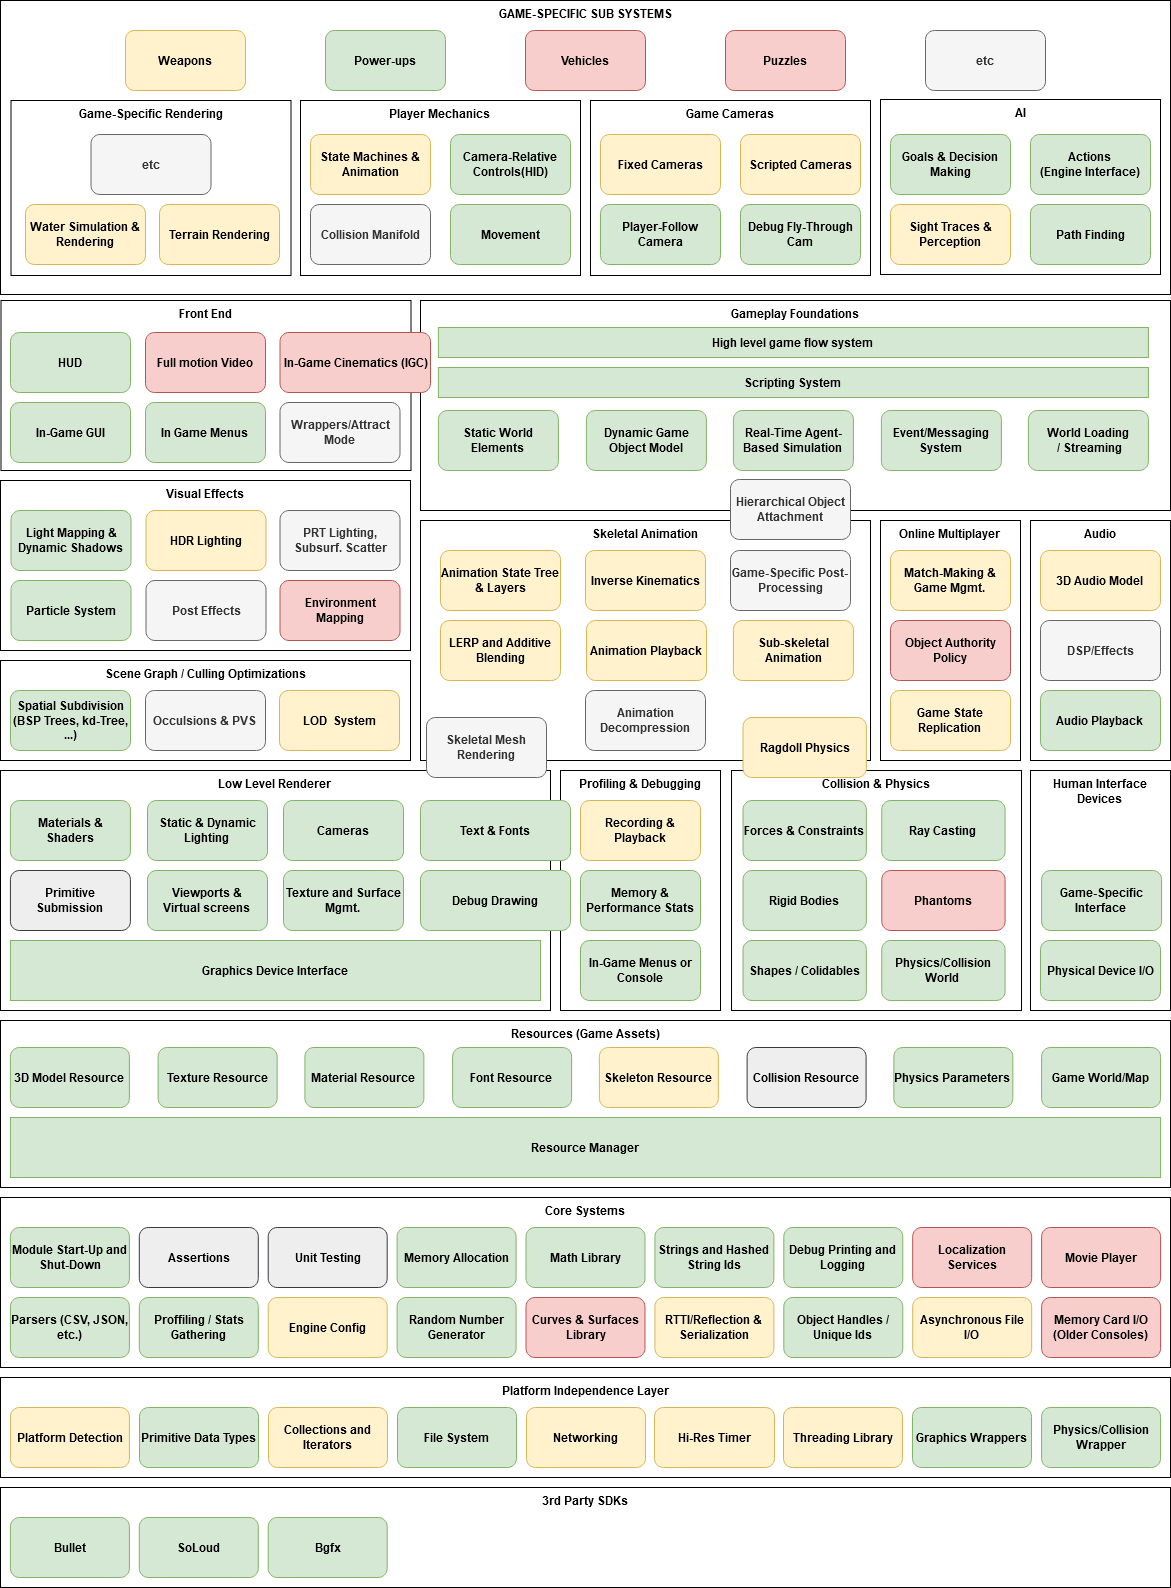 GAME-SPECIFIC SUB SYSTEMS
Weapons
Power-ups
Vehicles
Puzzles
etc
Game-Specific Rendering
etc
Water Simulation &
Rendering
Terrain Rendering
Player Mechanics
State Machines &
Animation
Camera-Relative
Controls(HID)
Collision Manifold
Movement
Game Cameras
Fixed Cameras
Scripted Cameras
Player-Follow
Camera
Debug Fly-Through
Cam
AI
Goals & Decision
Making
Actions
(Engine Interface)
Sight Traces &
Perception
Path Finding
Front End
HUD
Full motion Video
In-Game Cinematics (IGC)
In-Game GUI
In Game Menus
Wrappers/Attract
Mode
Gameplay Foundations
High level game flow system
Scripting System
Static World
Elements
Dynamic Game
Object Model
Real-Time Agent-
Based Simulation
Event/Messaging
System
World Loading
/ Streaming
Hierarchical Object
Attachment
Visual Effects
Light Mapping &
Dynamic Shadows
HDR Lighting
PRT Lighting,
Subsurf. Scatter
Particle System
Post Effects
Environment
Mapping
Scene Graph / Culling Optimizations
Spatial Subdivision
(BSP Trees, kd-Tree,
...)
Occulsions & PVS
LOD System
Skeletal Animation
Animation State Tree
& Layers
Inverse Kinematics
Game-Specific Post-
Processing
LERP and Additive
Blending
Animation Playback
Sub-skeletal
Animation
Animation
Decompression
Skeletal Mesh
Rendering
Ragdoll Physics
Online Multiplayer
Match-Making &
Game Mgmt.
Object Authority
Policy
Game State
Replication
Audio
3D Audio Model
DSP/Effects
Audio Playback
Low Level Renderer
Materials &
Shaders
Static & Dynamic
Lighting
Cameras
Text & Fonts
Primitive
Submission
Viewports &
Virtual screens
Texture and Surface
Mgmt.
Debug Drawing
Graphics Device Interface
Profiling & Debugging
Recording &
Playback
Memory &
Performance Stats
In-Game Menus or
Console
Collision & Physics
Forces & Constraints
Ray Casting
Rigid Bodies
Phantoms
Shapes / Colidables
Physics/Collision
World
Human Interface
Devices
Game-Specific
Interface
Physical Device I/O
Resources (Game Assets)
3D Model Resource
Texture Resource
Material Resource
Font Resource
Skeleton Resource
Collision Resource
Physics Parameters
Game World/Map
Resource Manager
Core Systems
Module Start-Up and
Shut-Down
Assertions
Unit Testing
Memory Allocation
Math Library
Strings and Hashed
String Ids
Debug Printing and
Logging
Localization
Services
Movie Player
Parsers (CSV, JSON,
etc.)
Proffiling / Stats
Gathering
Engine Config
Random Number
Generator
Curves & Surfaces
Library
RTTI/Reflection &
Serialization
Object Handles /
Unique Ids
Asynchronous File
I/O
Memory Card I/O
(Older Consoles)
Platform Independence Layer
Platform Detection
Primitive Data Types
Collections and
Iterators
File System
Networking
Hi-Res Timer
Threading Library
Graphics Wrappers
Physics/Collision
Wrapper
3rd Party SDKs
Bullet
SoLoud
Bgfx